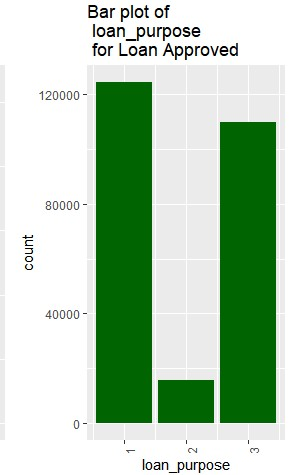 Bar plot of
loan_purpose
for Loan Approved
120000
80000
40000
0
count
1
2
3
loan_purpose